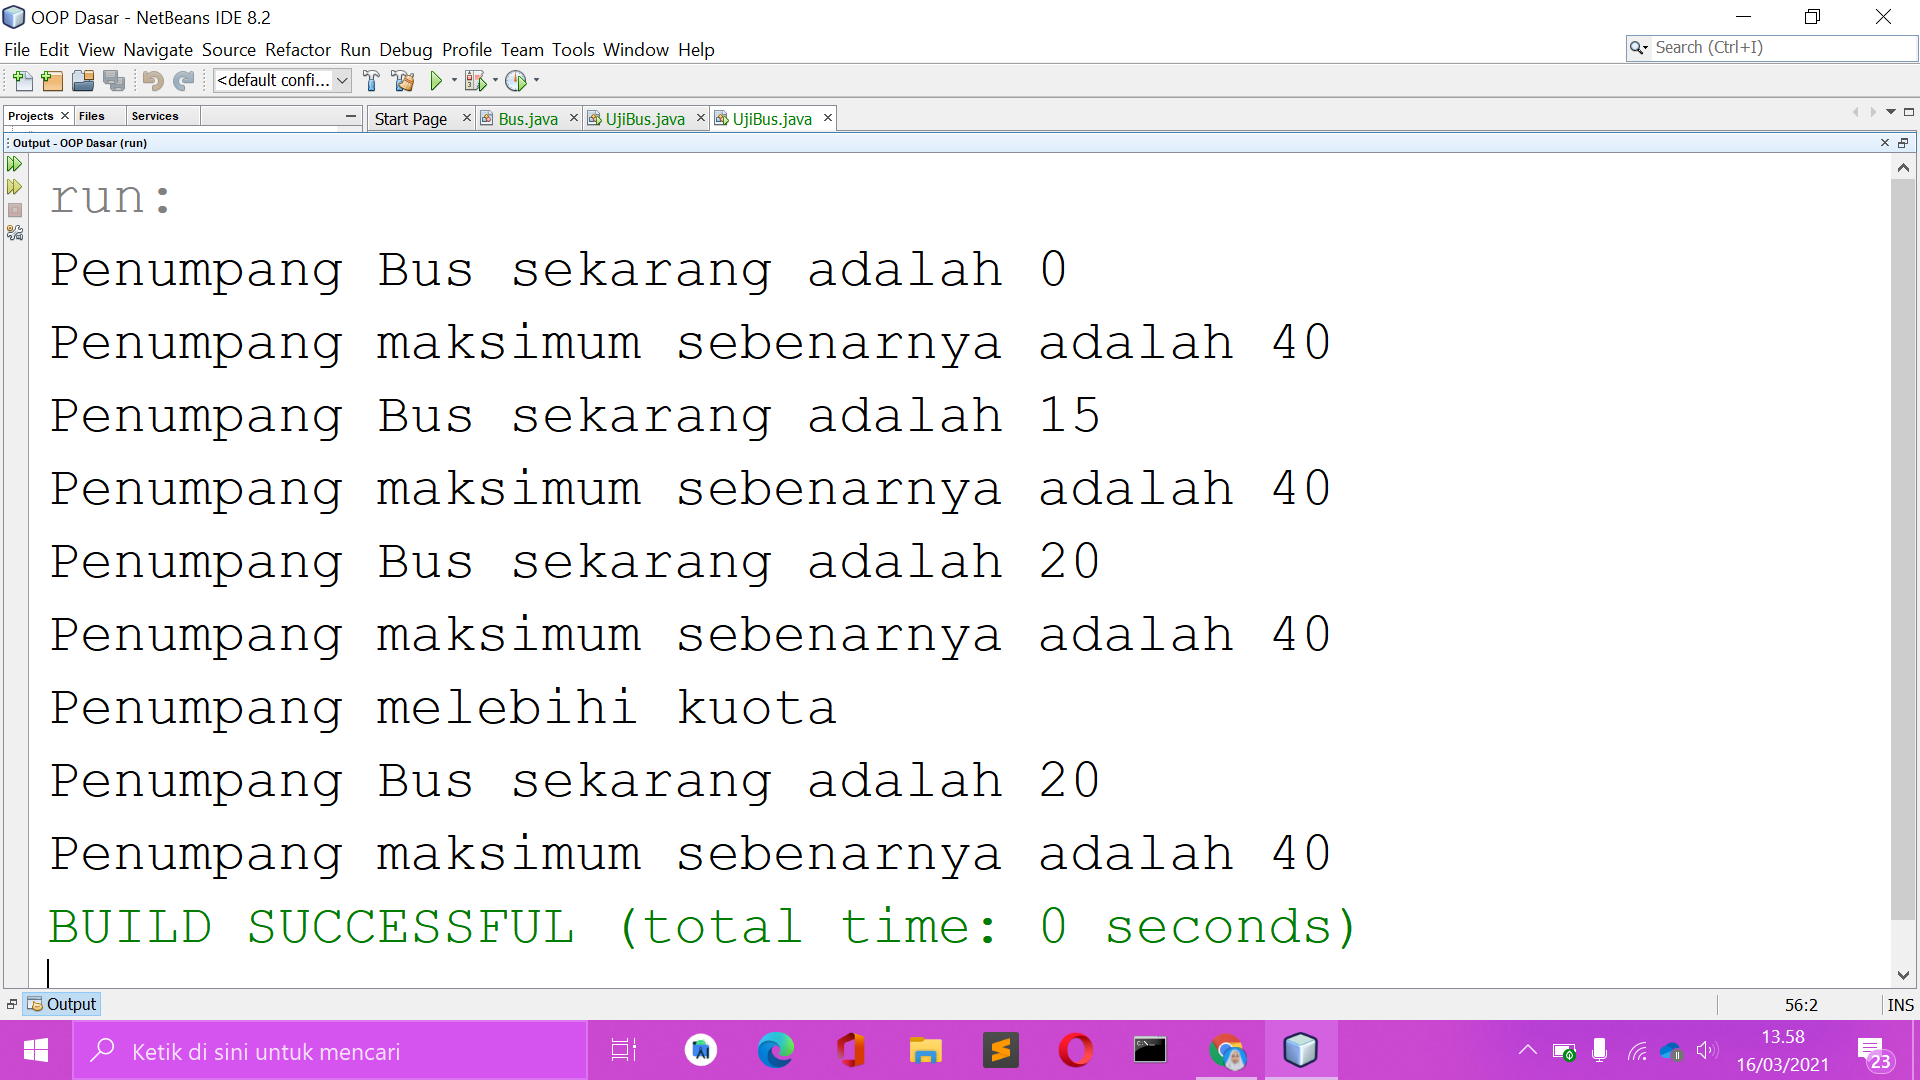 OOP Dasar - NetBeans IDE 8.2
File Edit View Navigate Source Refactor Run Debug Profile Team Tools Window Help
Search (Ctrl+I)
<default confi...
Projects Files Services
Start Page Bus.java UjiBus.java UjiBus.java
Output - OOP Dasar (run)
run:
Penumpang Bus sekarang adalah 0
Penumpang maksimum sebenarnya adalah 40
Penumpang Bus sekarang adalah 15
Penumpang maksimum sebenarnya adalah 40
Penumpang Bus sekarang adalah 20
Penumpang maksimum sebenarnya adalah 40
Penumpang melebihi kuota
Penumpang Bus sekarang adalah 20
Penumpang maksimum sebenarnya adalah 40
BUILD SUCCESSFUL (total time: 0 seconds)
Output
56:2 INS
Ketik di sini untuk mencari
13.58
16/03/2021
23